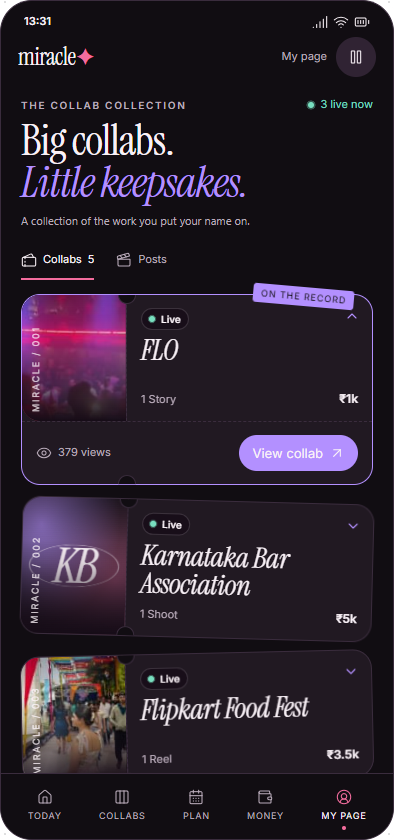 13:31
miracle
My page
THE COLLAB COLLECTION
3 live now
Big collabs.
Little keepsakes.
A collection of the work you put your name on.
Collabs 5
Posts
ON THE RECORD
MIRACLE / 001
Live
FLO
1 Story
₹1k
379 views
View collab
MIRACLE / 002
KB
Live
Karnataka Bar
Association
1 Shoot
₹5k
MIRACLE / 003
Live
Flipkart Food Fest
1 Reel
₹3.5k
TODAY
COLLABS
PLAN
MONEY
MY PAGE